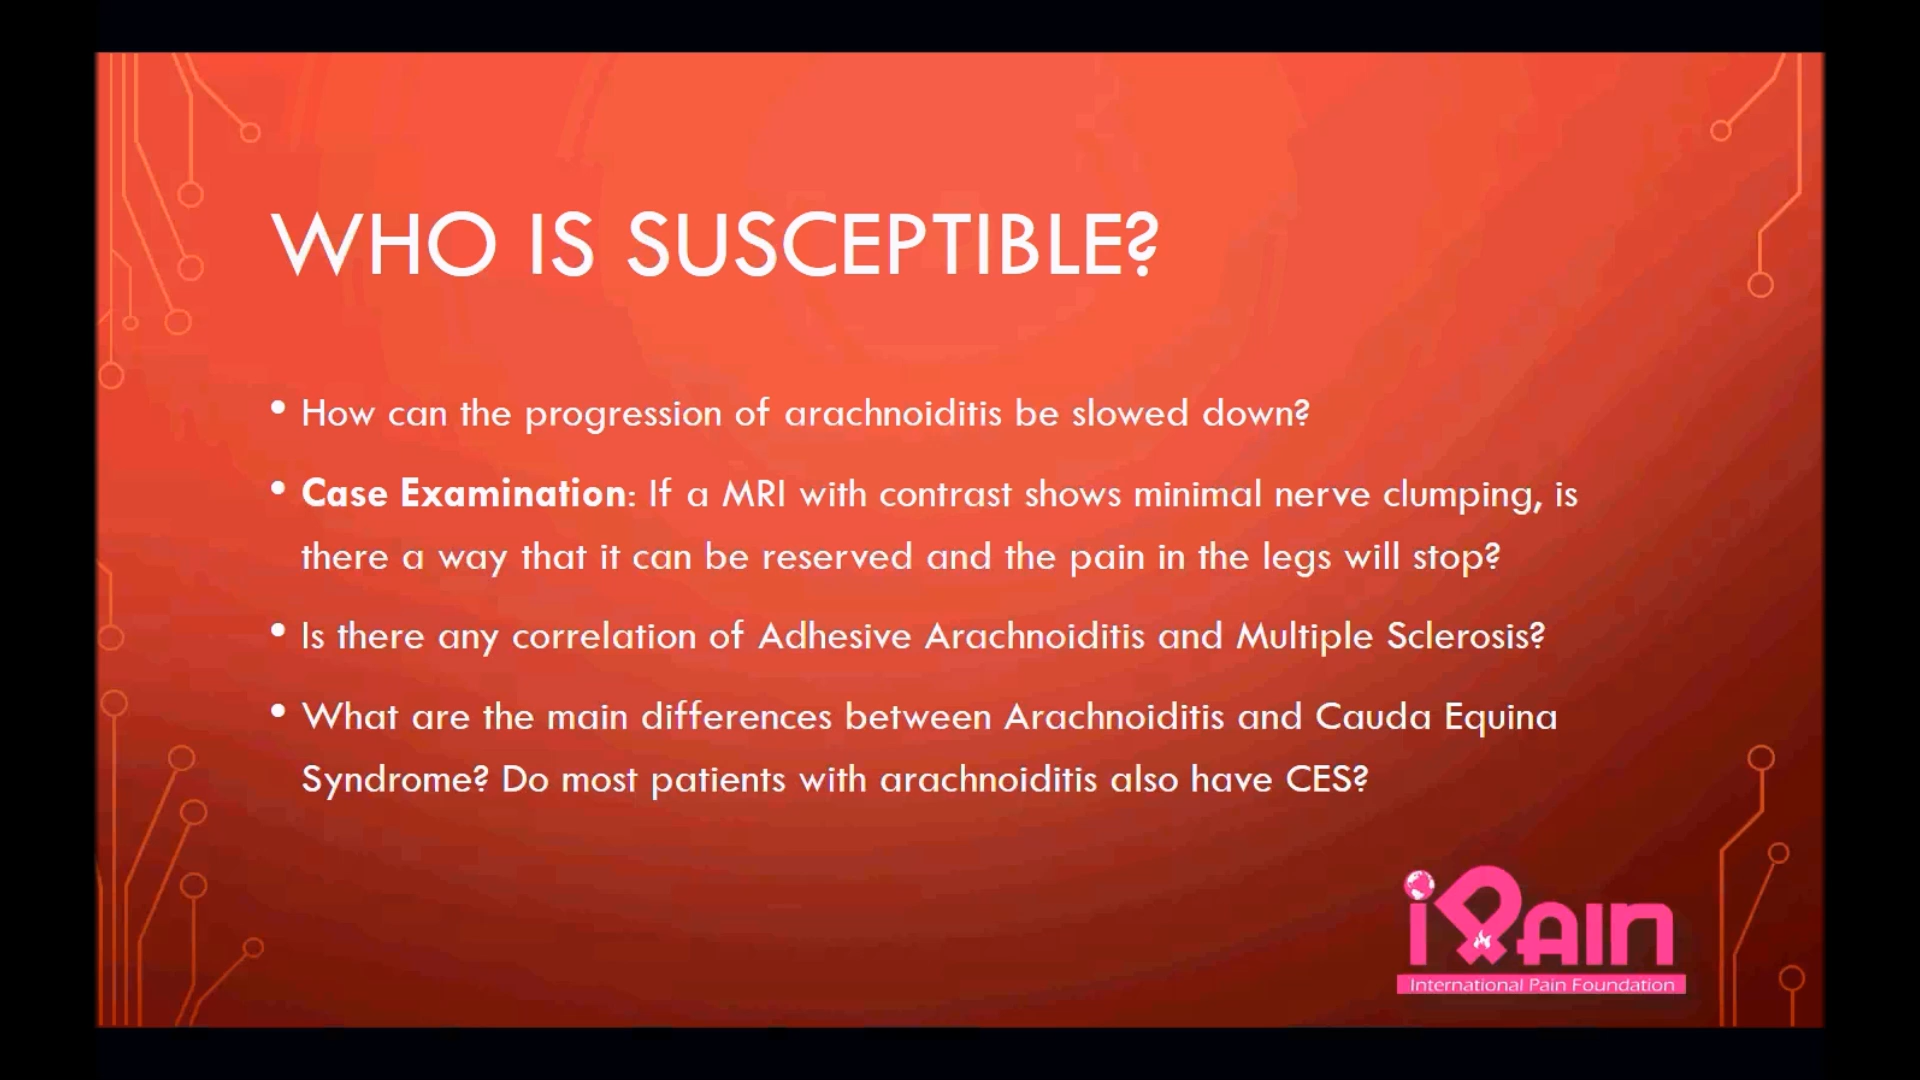 WHO IS SUSCEPTIBLE?
• How can the progression of arachnoiditis be slowed down?
• Case Examination: If a MRI with contrast shows minimal nerve clumping, is
there a way that it can be reserved and the pain in the legs will stop?
• Is there any correlation of Adhesive Arachnoiditis and Multiple Sclerosis?
• What are the main differences between Arachnoiditis and Cauda Equina
Syndrome? Do most patients with arachnoiditis also have CES?
iPain
International Pain Foundation